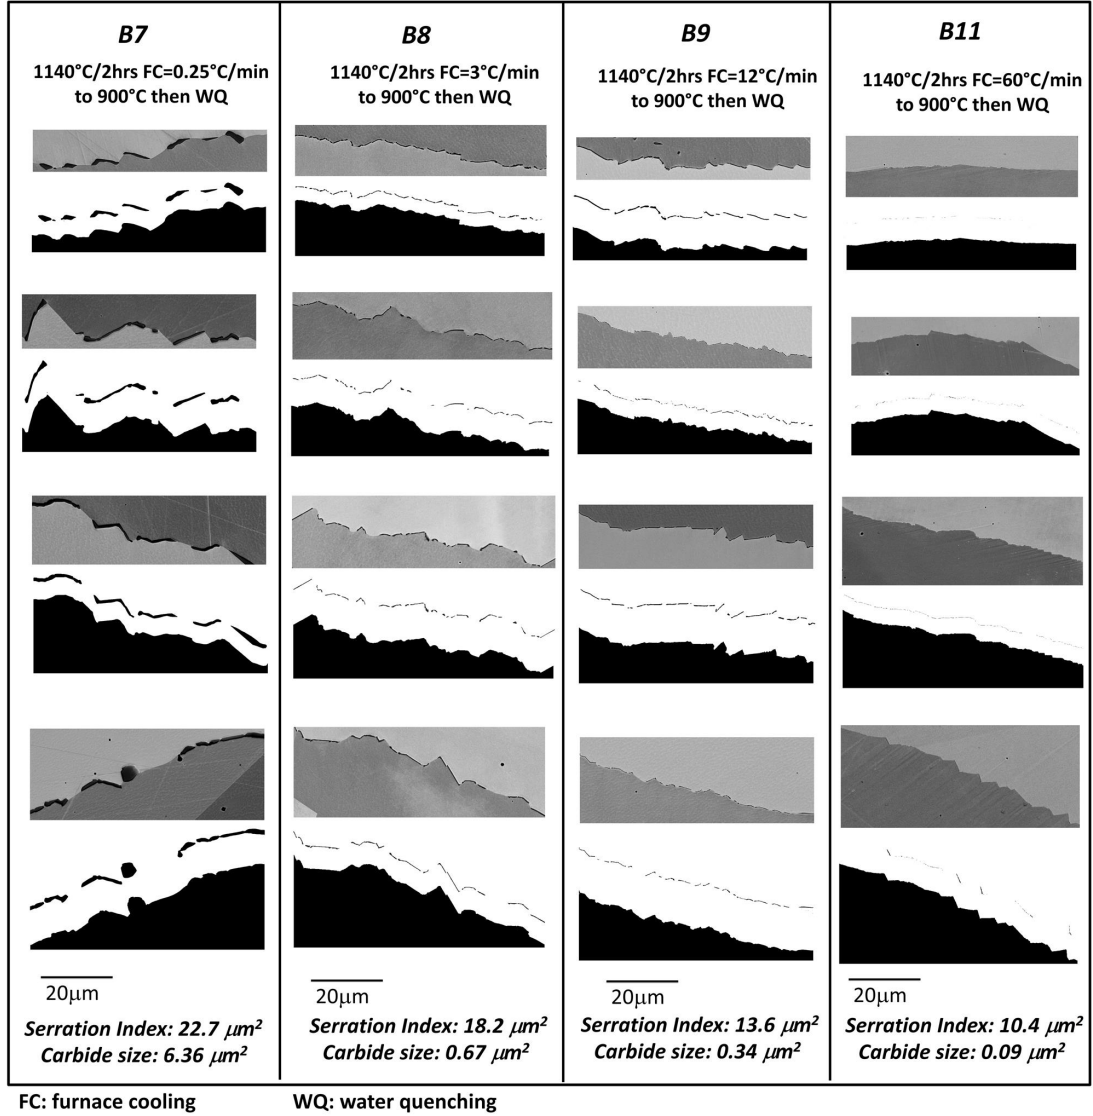 B7
1140°C/2hrs FC=0.25°C/min
to 900°C then WQ
20µm
Serration Index: 22.7 µm²
Carbide size: 6.36 µm²
B8
1140°C/2hrs FC=3°C/min
to 900°C then WQ
20µm
Serration Index: 18.2 µm²
Carbide size: 0.67 µm²
B9
1140°C/2hrs FC=12°C/min
to 900°C then WQ
20µm
Serration Index: 13.6 µm²
Carbide size: 0.34 µm²
B11
1140°C/2hrs FC=60°C/min
to 900°C then WQ
20µm
Serration Index: 10.4 µm²
Carbide size: 0.09 µm²
FC: furnace cooling
WQ: water quenching